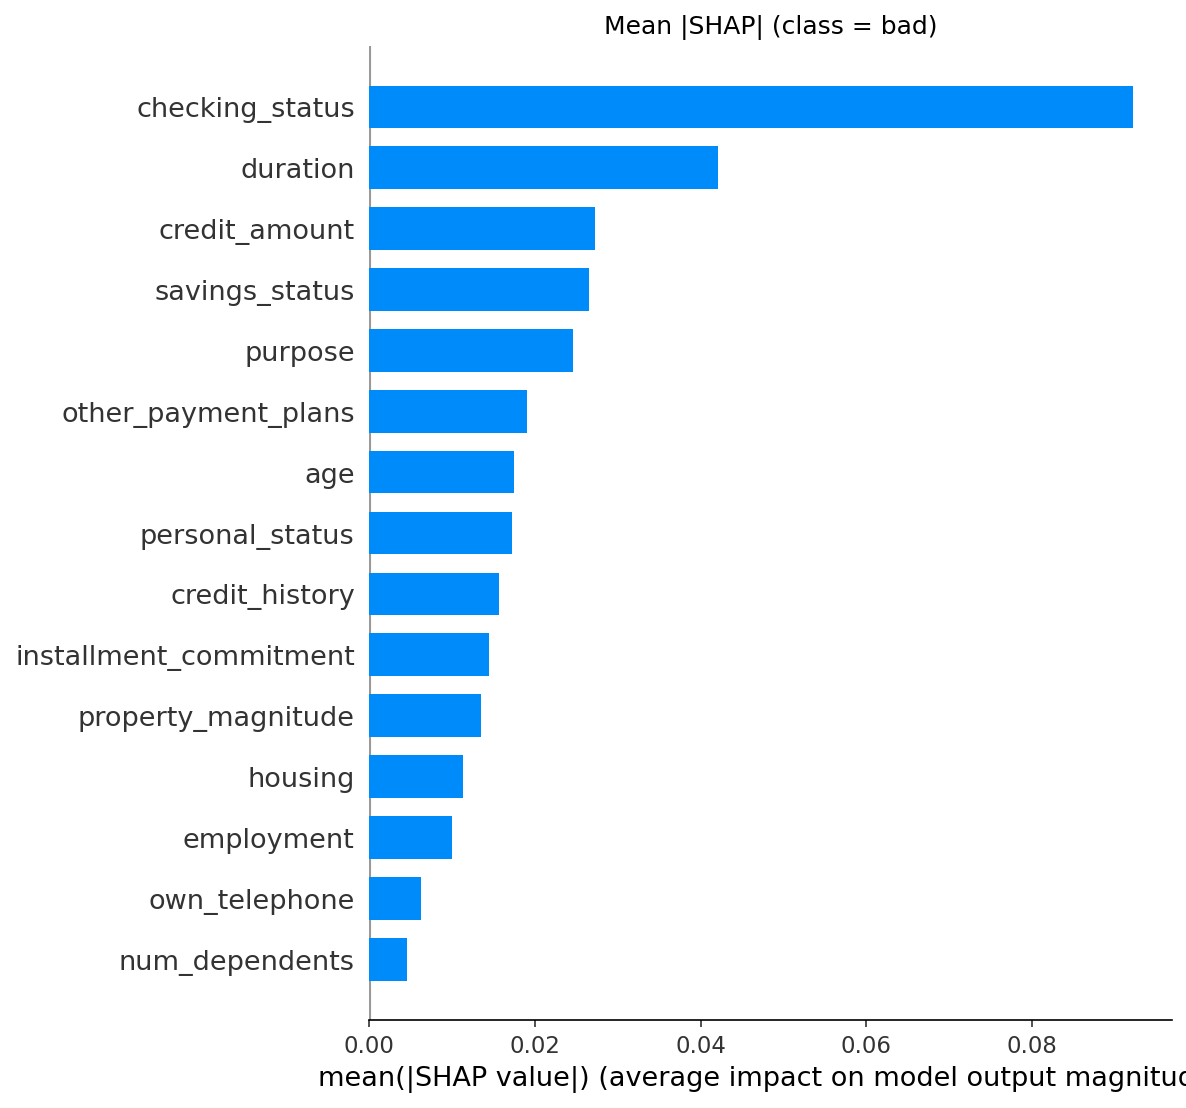 Mean |SHAP| (class = bad)
checking_status
duration
credit_amount
savings_status
purpose
other_payment_plans
age
personal_status
credit_history
installment_commitment
property_magnitude
housing
employment
own_telephone
num_dependents
0.00 0.02 0.04 0.06 0.08
mean(|SHAP value|) (average impact on model output magnitud